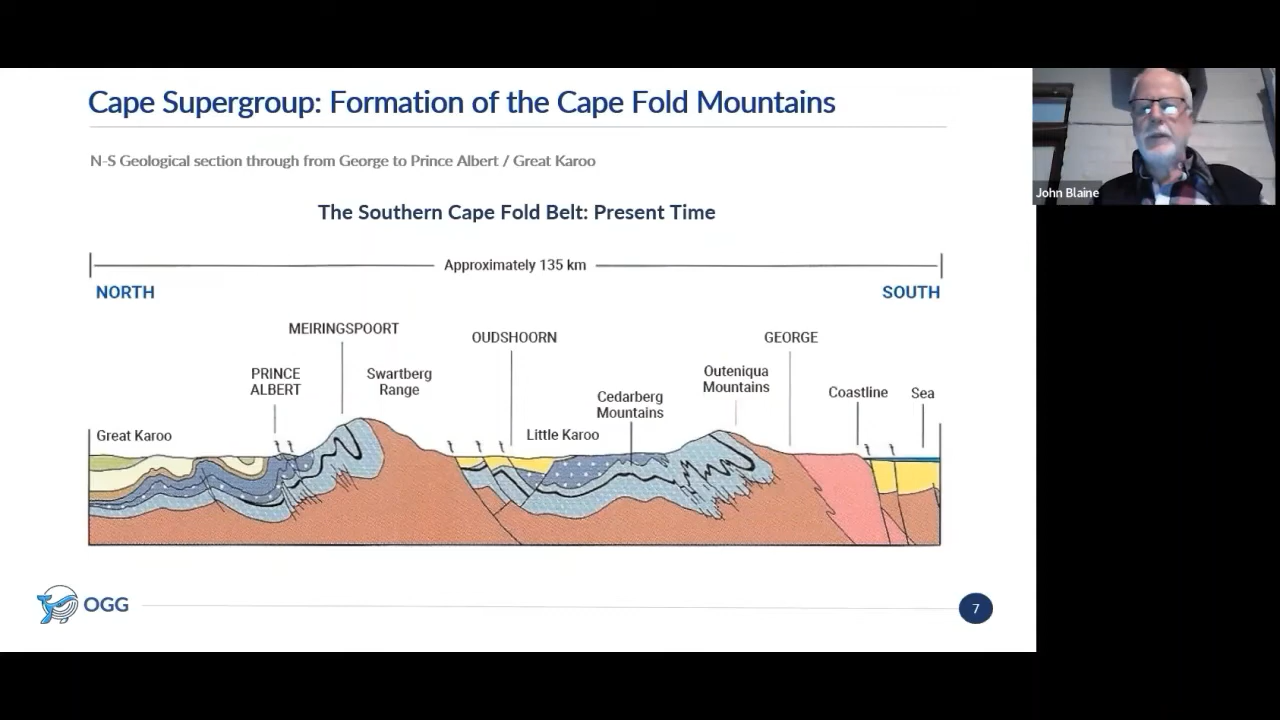 Cape Supergroup: Formation of the Cape Fold Mountains
N-S Geological section through from George to Prince Albert / Great Karoo
The Southern Cape Fold Belt: Present Time
Approximately 135 km
NORTH
SOUTH
MEIRINGSPOORT
OUDSHOORN
GEORGE
PRINCE
ALBERT
Swartberg
Range
Cedarberg
Mountains
Outeniqua
Mountains
Coastline
Sea
Great Karoo
Little Karoo
OGG
7
John Blaine